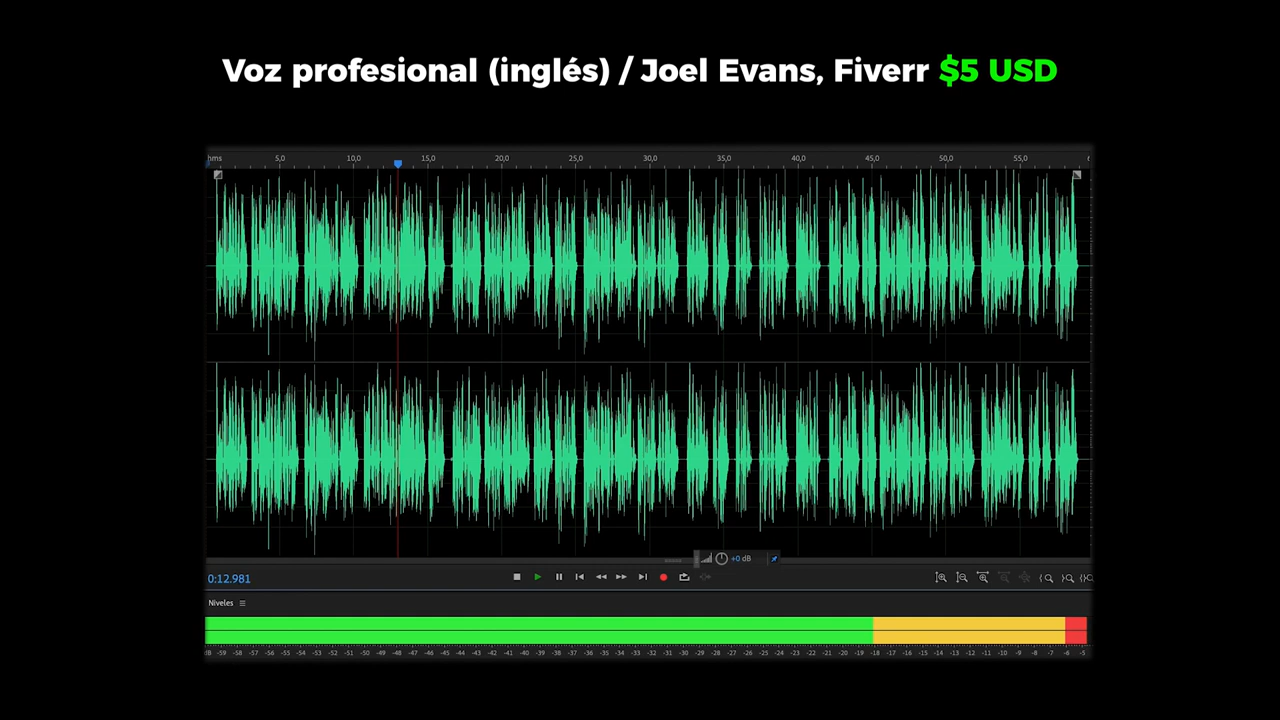 Voz profesional (inglés) / Joel Evans, Fiverr $5 USD
hms 5,0 10,0 15,0 20,0 25,0 30,0 35,0 40,0 45,0 50,0 55,0
+0 dB
0:12.981
Niveles
dB -59 -58 -57 -56 -55 -54 -53 -52 -51 -50 -49 -48 -47 -46 -45 -44 -43 -42 -41 -40 -39 -38 -37 -36 -35 -34 -33 -32 -31 -30 -29 -28 -27 -26 -25 -24 -23 -22 -21 -20 -19 -18 -17 -16 -15 -14 -13 -12 -11 -10 -9 -8 -7 -6 -5